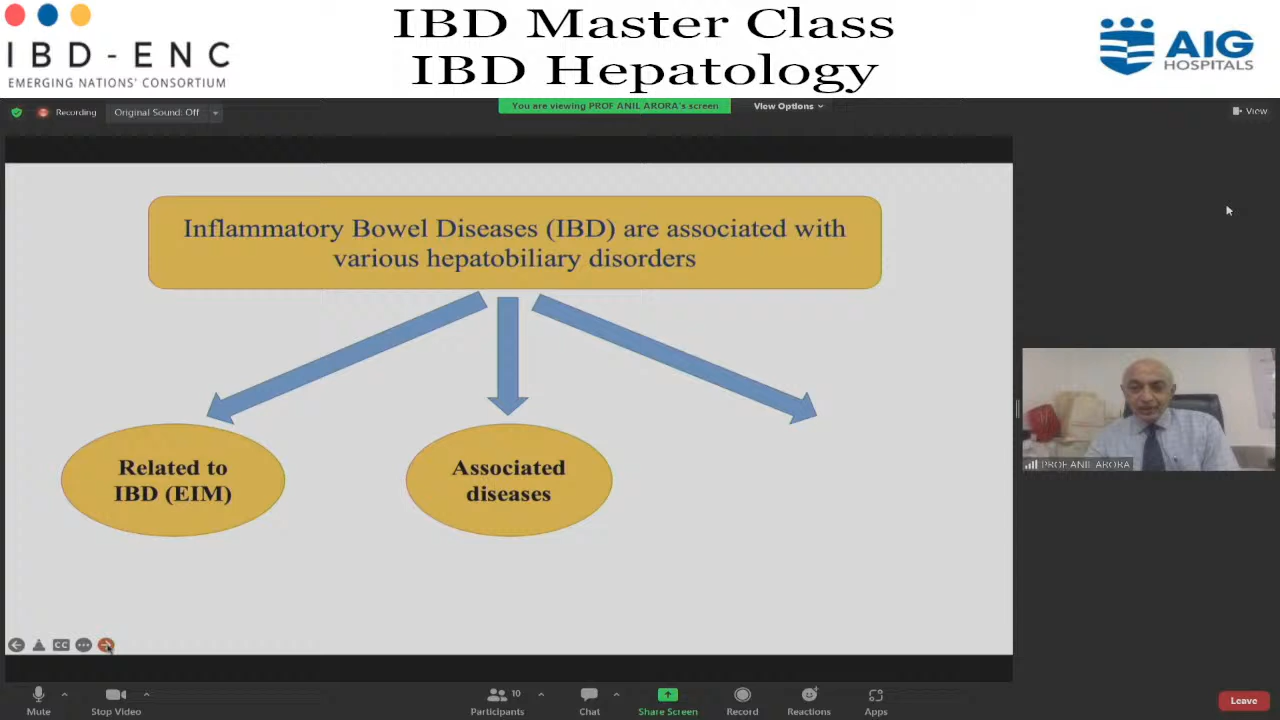 IBD-ENC
EMERGING NATIONS' CONSORTIUM
IBD Master Class
IBD Hepatology
AIG
HOSPITALS
Recording
Original Sound: Off
You are viewing PROF ANIL ARORA's screen
View Options
View
Inflammatory Bowel Diseases (IBD) are associated with
various hepatobiliary disorders
Related to
IBD (EIM)
Associated
diseases
PROF ANIL ARORA
CC
Mute
Stop Video
10
Participants
Chat
Share Screen
Record
Reactions
Apps
Leave